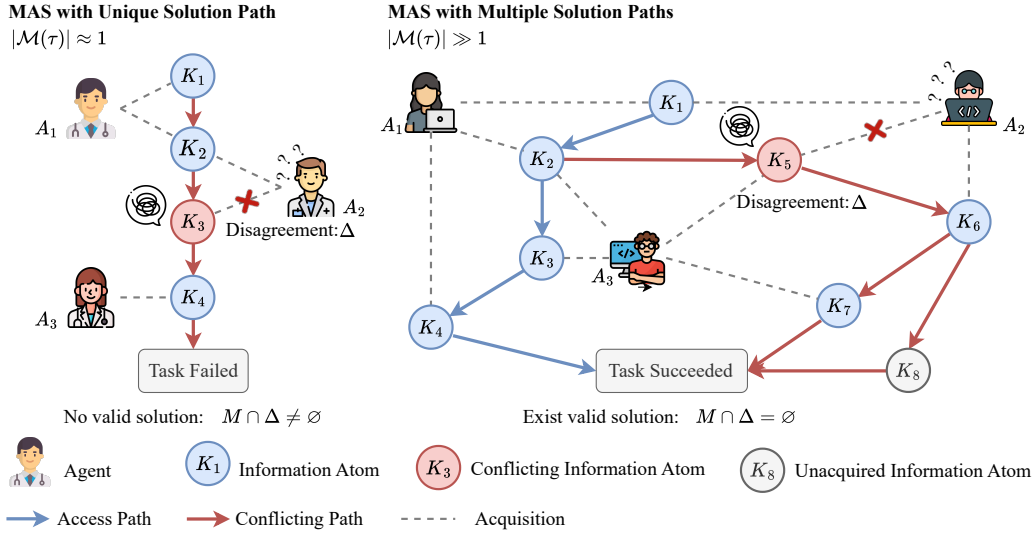 MAS with Unique Solution Path
|𝓜(τ)| ≈ 1
K₁
A₁
K₂
? ? ?
K₃
A₂
Disagreement: Δ
K₄
A₃
Task Failed
No valid solution: M ∩ Δ ≠ ∅
MAS with Multiple Solution Paths
|𝓜(τ)| ≫ 1
K₁
? ? ?
A₁
A₂
K₂
K₅
Disagreement: Δ
K₆
K₃
A₃
K₇
K₄
Task Succeeded
K₈
Exist valid solution: M ∩ Δ = ∅
Agent
K₁
Information Atom
K₃
Conflicting Information Atom
K₈
Unacquired Information Atom
Access Path
Conflicting Path
Acquisition